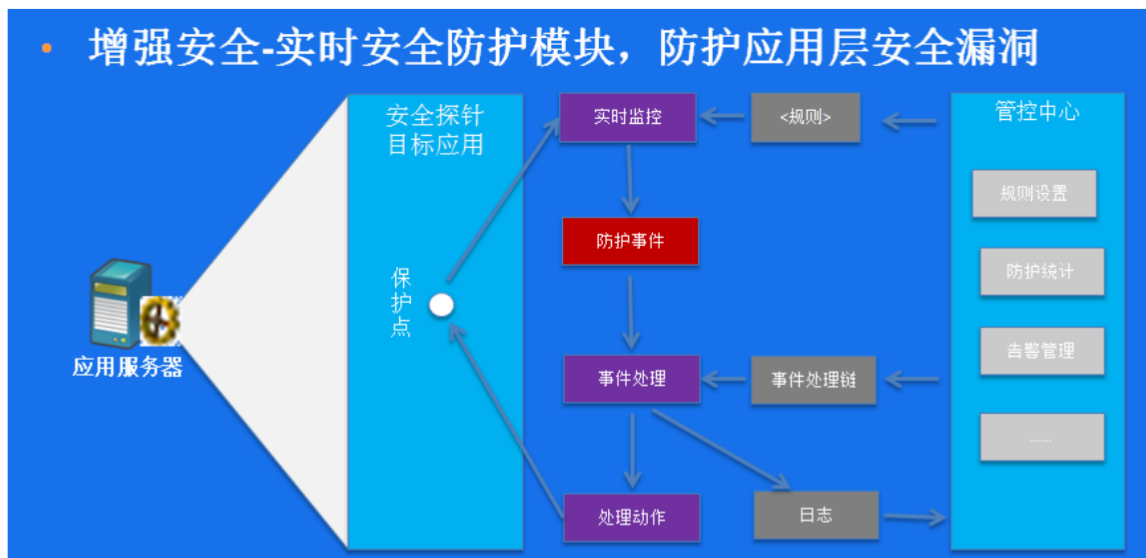 • 增强安全-实时安全防护模块，防护应用层安全漏洞
安全探针
目标应用
实时监控
<规则>
管控中心
规则设置
防护事件
防护统计
保
护
点
应用服务器
告警管理
事件处理
事件处理链
......
处理动作
日志